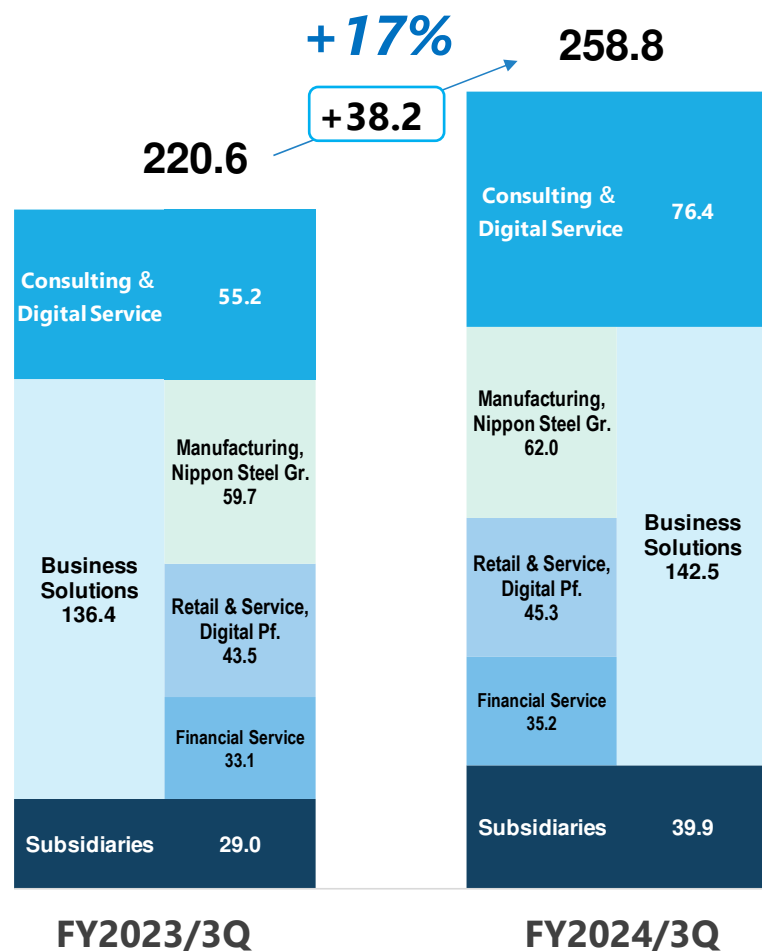 +17%
258.8
+38.2
220.6
Consulting &
Digital Service
55.2
Manufacturing,
Nippon Steel Gr.
59.7
Business
Solutions
136.4
Retail & Service,
Digital Pf.
43.5
Financial Service
33.1
Subsidiaries
29.0
FY2023/3Q
Consulting &
Digital Service
76.4
Manufacturing,
Nippon Steel Gr.
62.0
Retail & Service,
Digital Pf.
45.3
Business
Solutions
142.5
Financial Service
35.2
Subsidiaries
39.9
FY2024/3Q